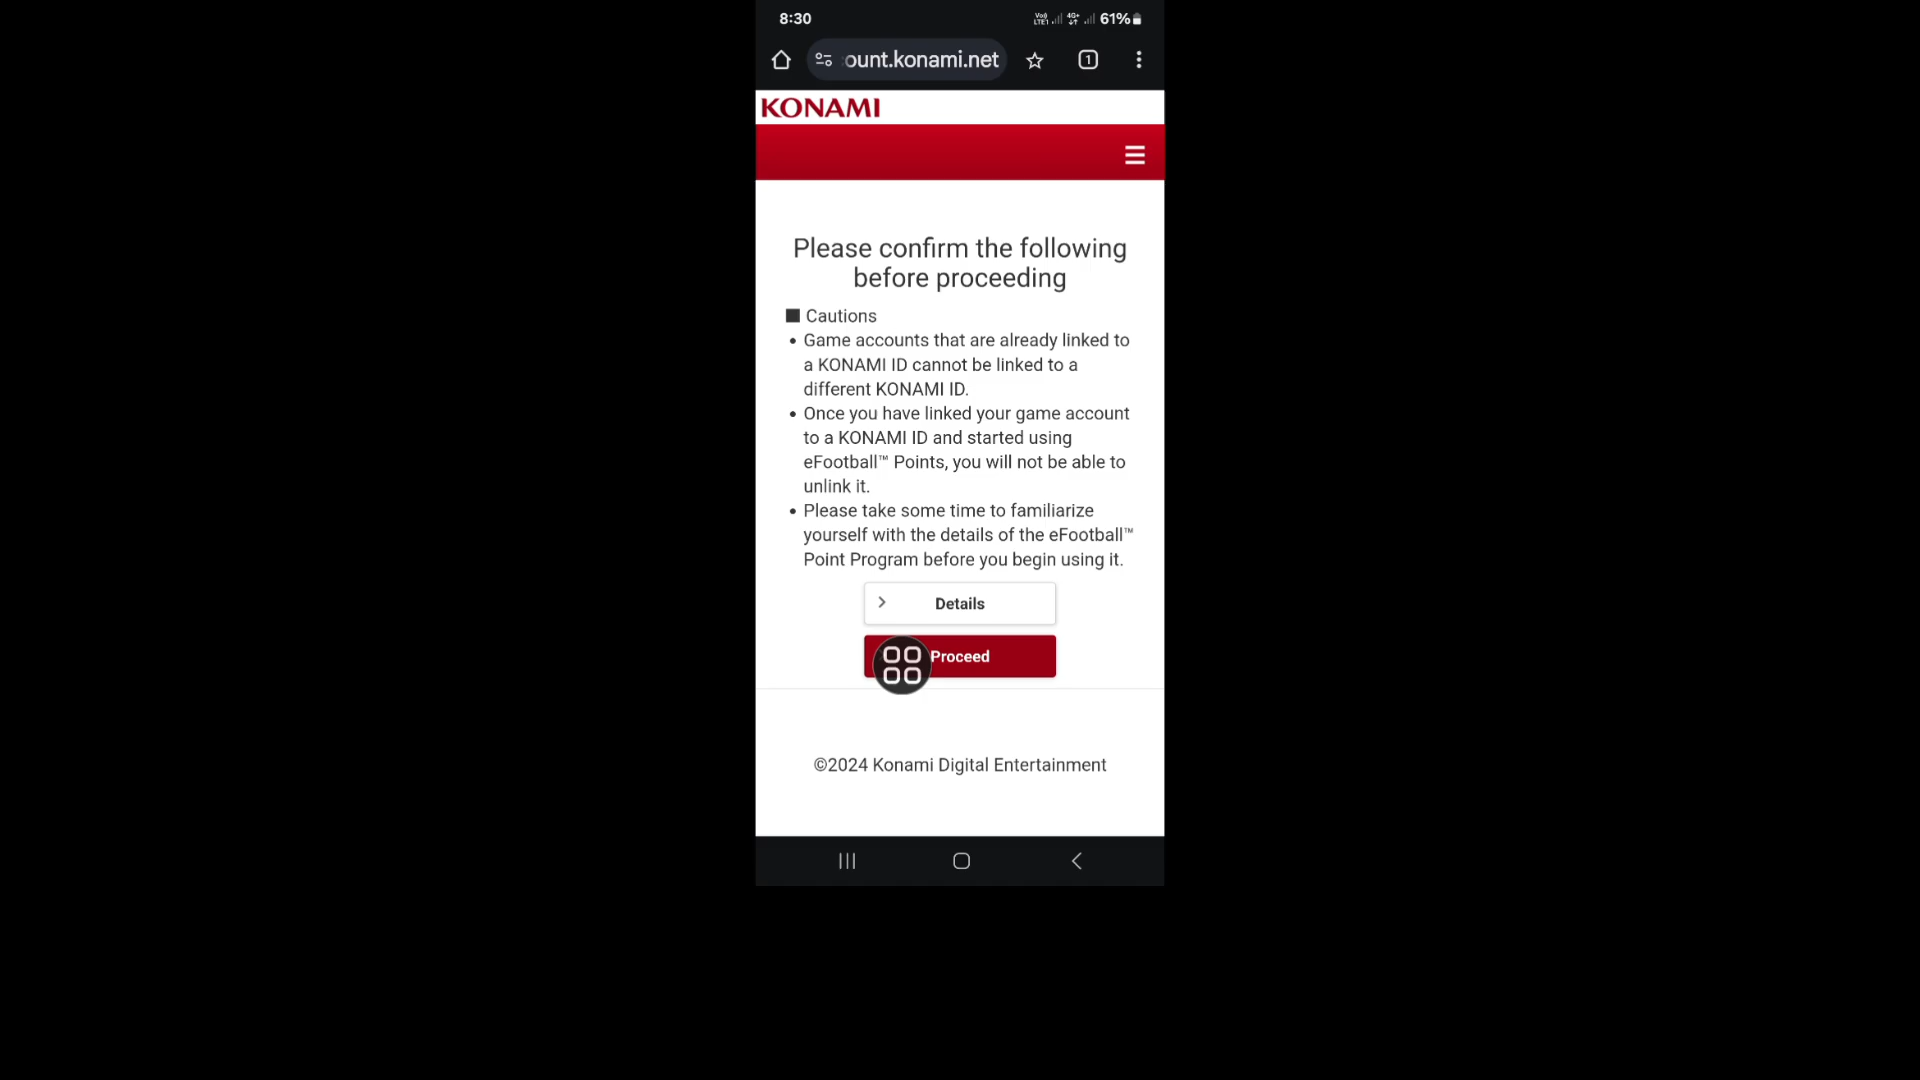 8:30
Vo)) LTE1 4G+ 61%
ount.konami.net
1
KONAMI
Please confirm the following
before proceeding
■ Cautions
• Game accounts that are already linked to
a KONAMI ID cannot be linked to a
different KONAMI ID.
• Once you have linked your game account
to a KONAMI ID and started using
eFootball™ Points, you will not be able to
unlink it.
• Please take some time to familiarize
yourself with the details of the eFootball™
Point Program before you begin using it.
Details
Proceed
©2024 Konami Digital Entertainment